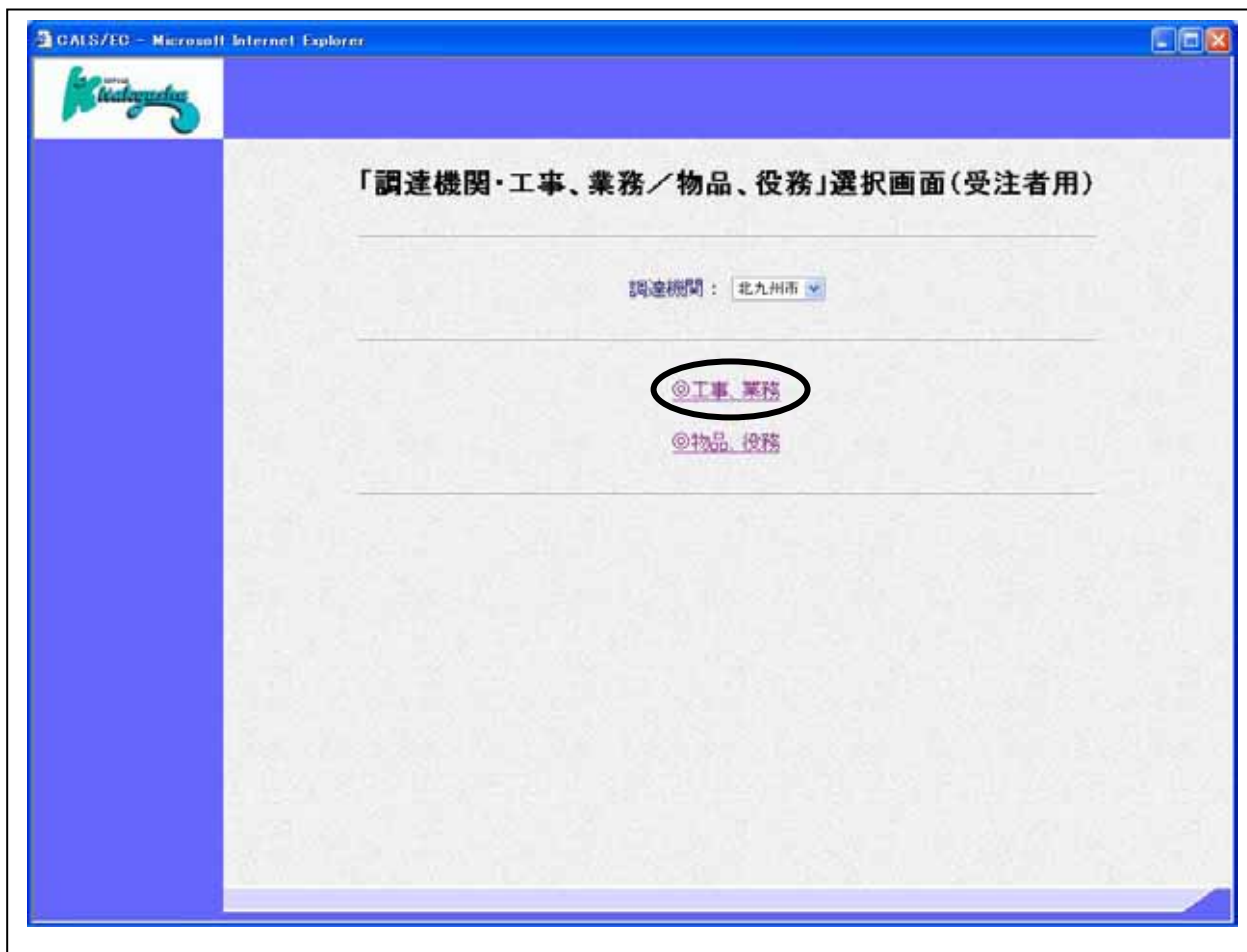 CALS/EC - Microsoft Internet Explorer
Kitakyushu
「調達機関・工事、業務／物品、役務」選択画面(受注者用)
調達機関： 北九州市
◎工事、業務
◎物品、役務